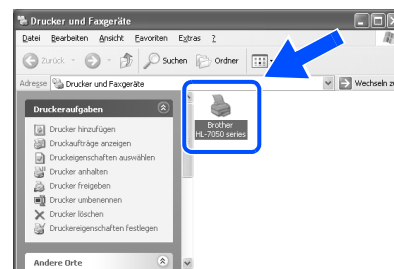 Drucker und Faxgeräte
Datei Bearbeiten Ansicht Favoriten Extras ?
Zurück Suchen Ordner
Adresse Drucker und Faxgeräte Wechseln zu
Druckeraufgaben
Drucker hinzufügen
Druckaufträge anzeigen
Druckeigenschaften auswählen
Drucker anhalten
Drucker freigeben
Drucker umbenennen
Drucker löschen
Druckereigenschaften festlegen
Andere Orte
Brother
HL-7050 series